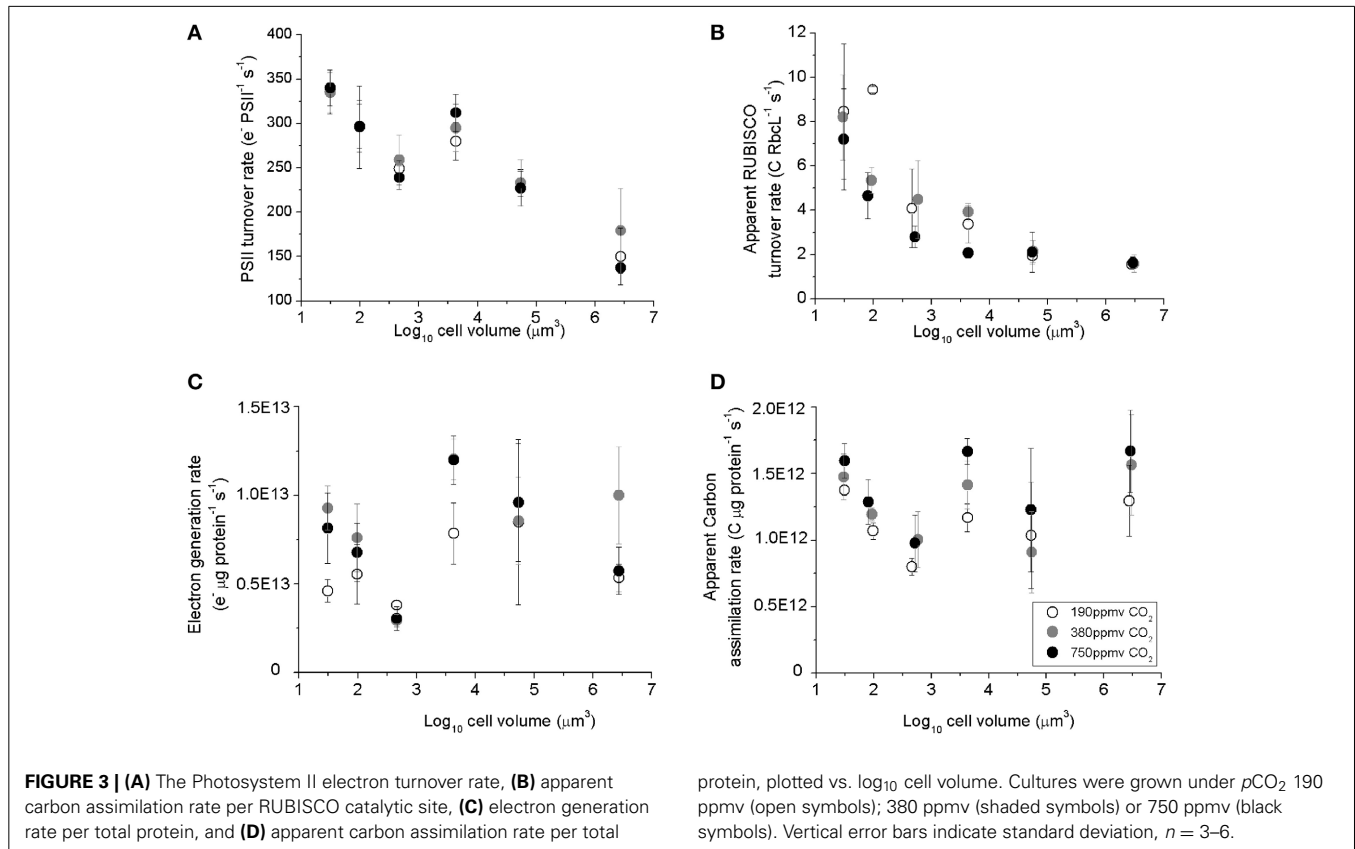 A
400
350
300
250
200
150
100
PSII turnover rate (e⁻ PSII⁻¹ s⁻¹)
1 2 3 4 5 6 7
Log₁₀ cell volume (μm³)
B
12
10
8
6
4
2
0
Apparent RUBISCO
turnover rate (C RbcL⁻¹ s⁻¹)
1 2 3 4 5 6 7
Log₁₀ cell volume (μm³)
C
1.5E13
1.0E13
0.5E13
0
Electron generation rate
(e⁻ μg protein⁻¹ s⁻¹)
1 2 3 4 5 6 7
Log₁₀ cell volume (μm³)
D
2.0E12
1.5E12
1.0E12
0.5E12
0
Apparent Carbon
assimilation rate (C μg protein⁻¹ s⁻¹)
190ppmv CO₂
380ppmv CO₂
750ppmv CO₂
1 2 3 4 5 6 7
Log₁₀ cell volume (μm³)
FIGURE 3 | (A) The Photosystem II electron turnover rate, (B) apparent
carbon assimilation rate per RUBISCO catalytic site, (C) electron generation
rate per total protein, and (D) apparent carbon assimilation rate per total
protein, plotted vs. log₁₀ cell volume. Cultures were grown under pCO₂ 190
ppmv (open symbols); 380 ppmv (shaded symbols) or 750 ppmv (black
symbols). Vertical error bars indicate standard deviation, n = 3–6.